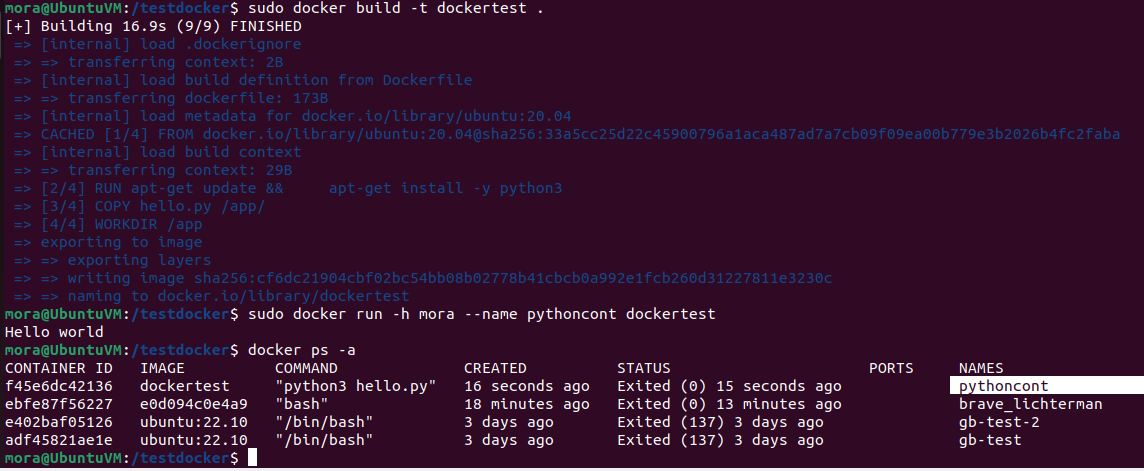 mora@UbuntuVM:/testdocker$ sudo docker build -t dockertest .
[+] Building 16.9s (9/9) FINISHED
=> [internal] load .dockerignore
=> => transferring context: 2B
=> [internal] load build definition from Dockerfile
=> => transferring dockerfile: 173B
=> [internal] load metadata for docker.io/library/ubuntu:20.04
=> CACHED [1/4] FROM docker.io/library/ubuntu:20.04@sha256:33a5cc25d22c45900796a1aca487ad7a7cb09f09ea00b779e3b2026b4fc2faba
=> [internal] load build context
=> => transferring context: 29B
=> [2/4] RUN apt-get update &&     apt-get install -y python3
=> [3/4] COPY hello.py /app/
=> [4/4] WORKDIR /app
=> exporting to image
=> => exporting layers
=> => writing image sha256:cf6dc21904cbf02bc54bb08b02778b41cbcb0a992e1fcb260d31227811e3230c
=> => naming to docker.io/library/dockertest
mora@UbuntuVM:/testdocker$ sudo docker run -h mora --name pythoncont dockertest
Hello world
mora@UbuntuVM:/testdocker$ docker ps -a
CONTAINER ID   IMAGE          COMMAND              CREATED          STATUS                      PORTS     NAMES
f45e6dc42136   dockertest     "python3 hello.py"   16 seconds ago   Exited (0) 15 seconds ago             pythoncont
ebfe87f56227   e0d094c0e4a9   "bash"               18 minutes ago   Exited (0) 13 minutes ago             brave_lichterman
e402baf05126   ubuntu:22.10   "/bin/bash"          3 days ago       Exited (137) 3 days ago               gb-test-2
adf45821ae1e   ubuntu:22.10   "/bin/bash"          3 days ago       Exited (137) 3 days ago               gb-test
mora@UbuntuVM:/testdocker$